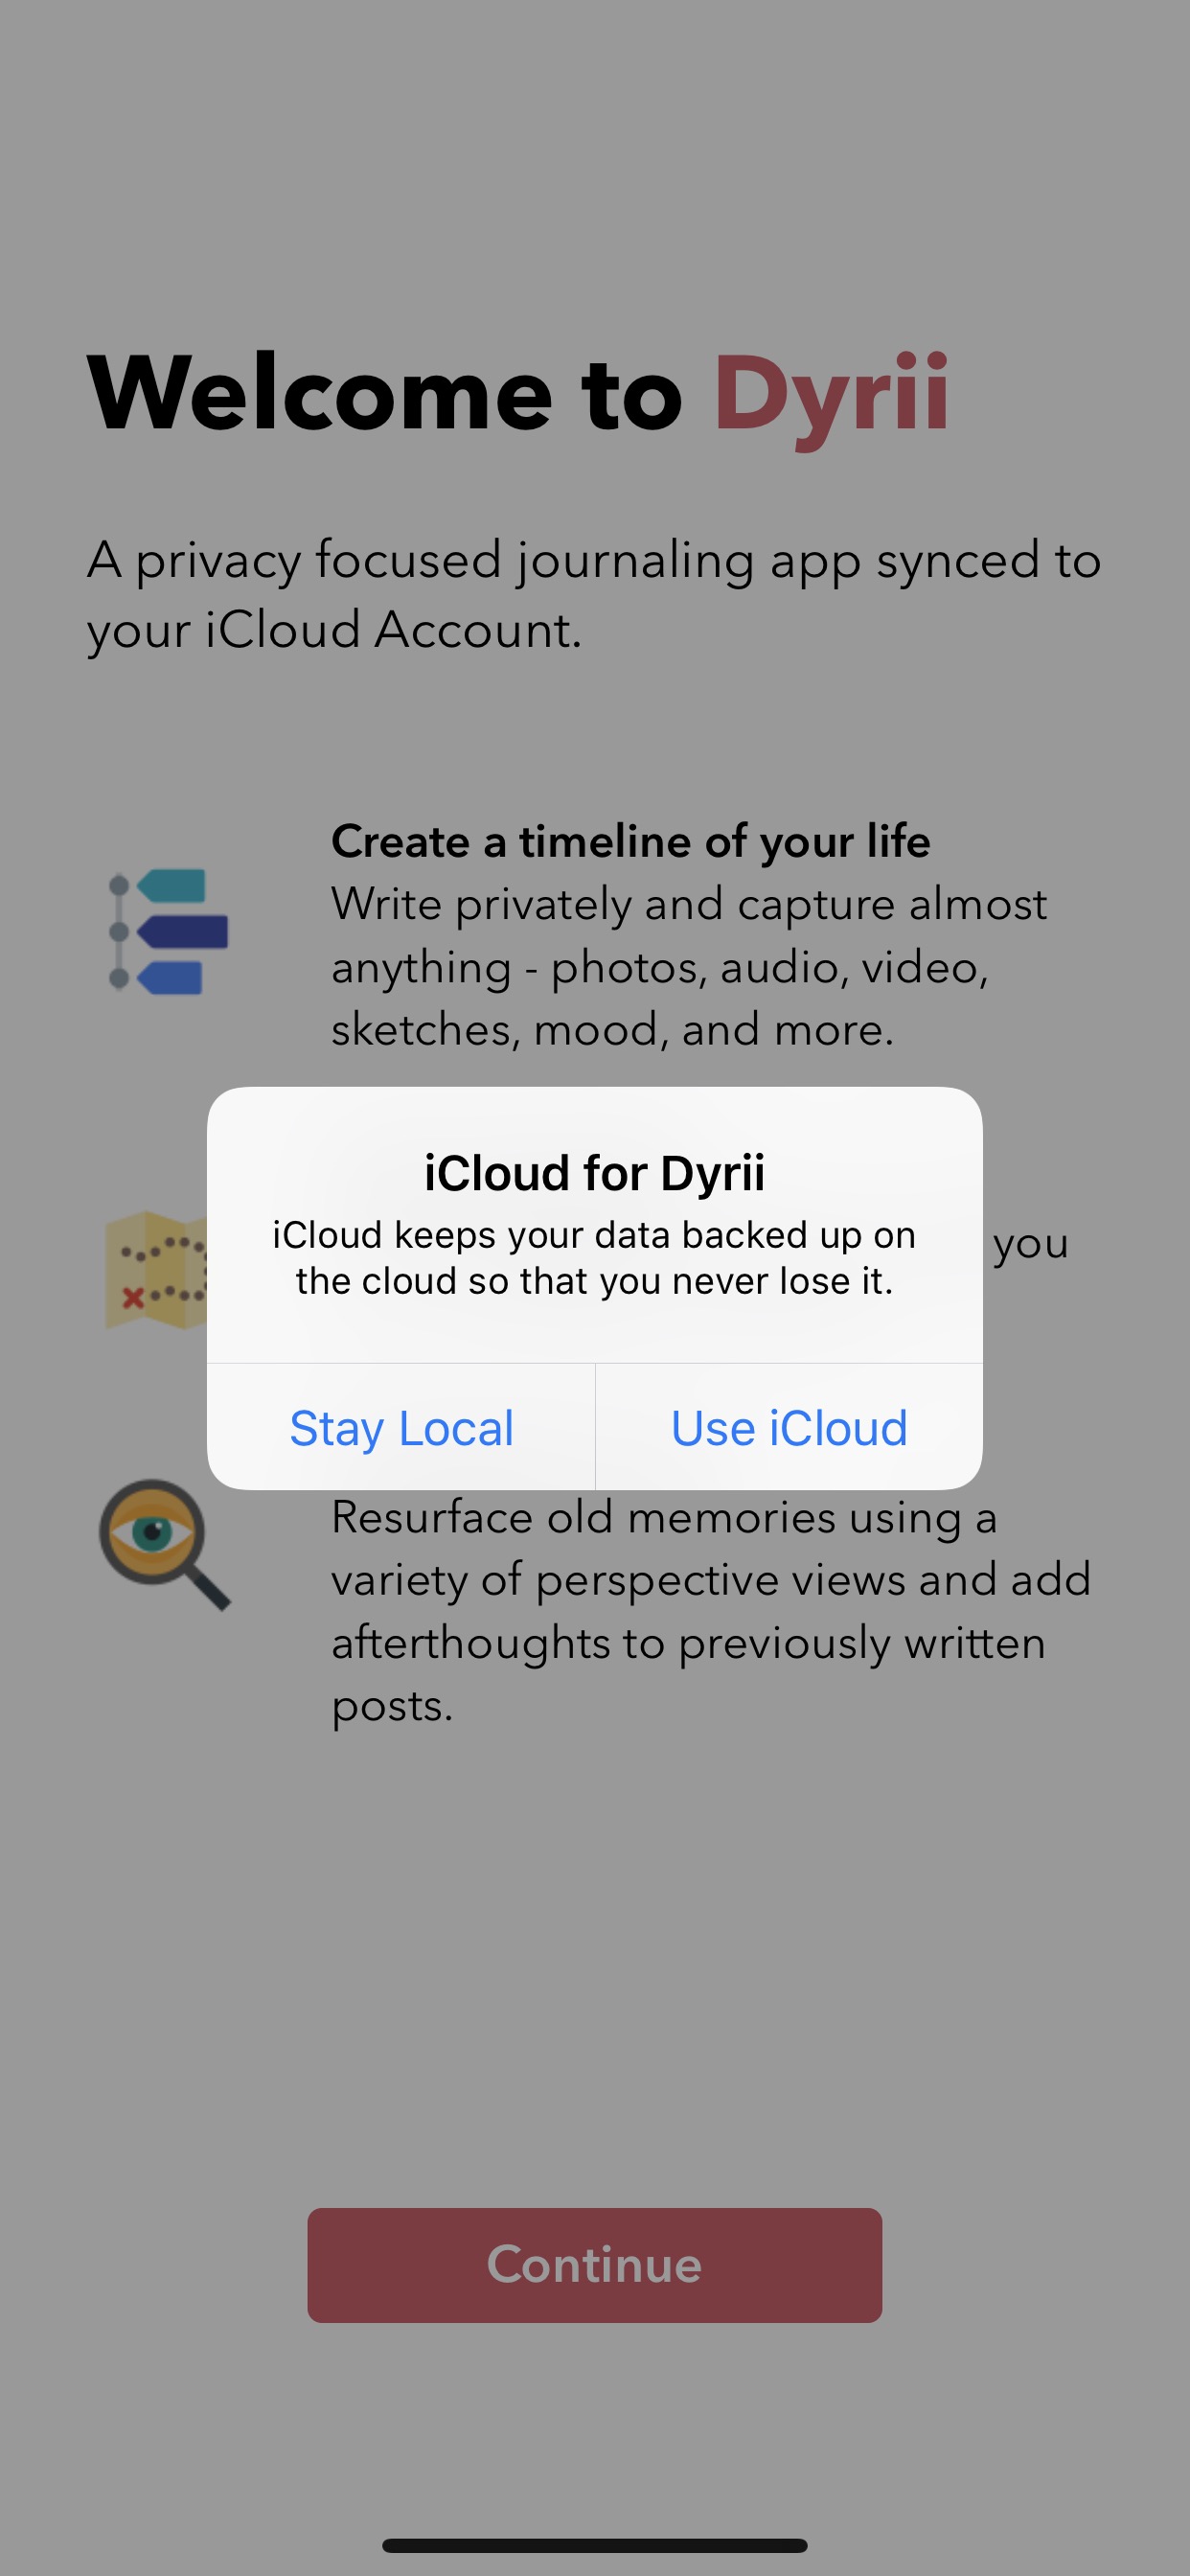 Welcome to Dyrii
A privacy focused journaling app synced to
your iCloud Account.
Create a timeline of your life
Write privately and capture almost
anything - photos, audio, video,
sketches, mood, and more.
iCloud for Dyrii
iCloud keeps your data backed up on
the cloud so that you never lose it.
you
Stay Local
Use iCloud
Resurface old memories using a
variety of perspective views and add
afterthoughts to previously written
posts.
Continue